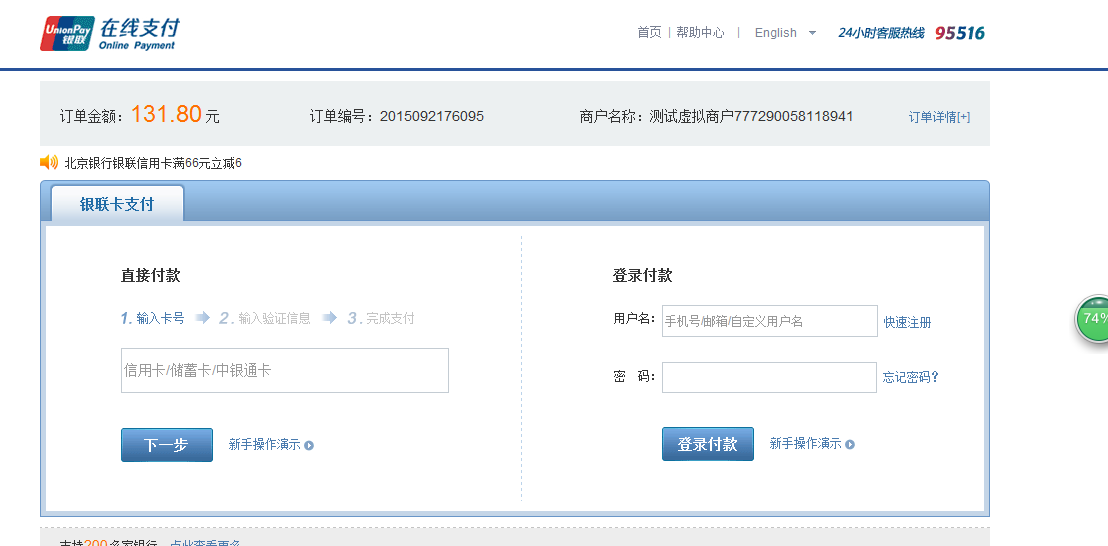 UnionPay 银联 在线支付 Online Payment
首页 | 帮助中心 | English 24小时客服热线 95516
订单金额：131.80元 订单编号：2015092176095 商户名称：测试虚拟商户777290058118941 订单详情[+]
北京银行银联信用卡满66元立减6
银联卡支付
直接付款
1. 输入卡号 2. 输入验证信息 3. 完成支付
信用卡/储蓄卡/中银通卡
下一步 新手操作演示
登录付款
用户名： 手机号/邮箱/自定义用户名 快速注册
密 码： 忘记密码?
登录付款 新手操作演示
74%
支持200多家银行 点此查看更多